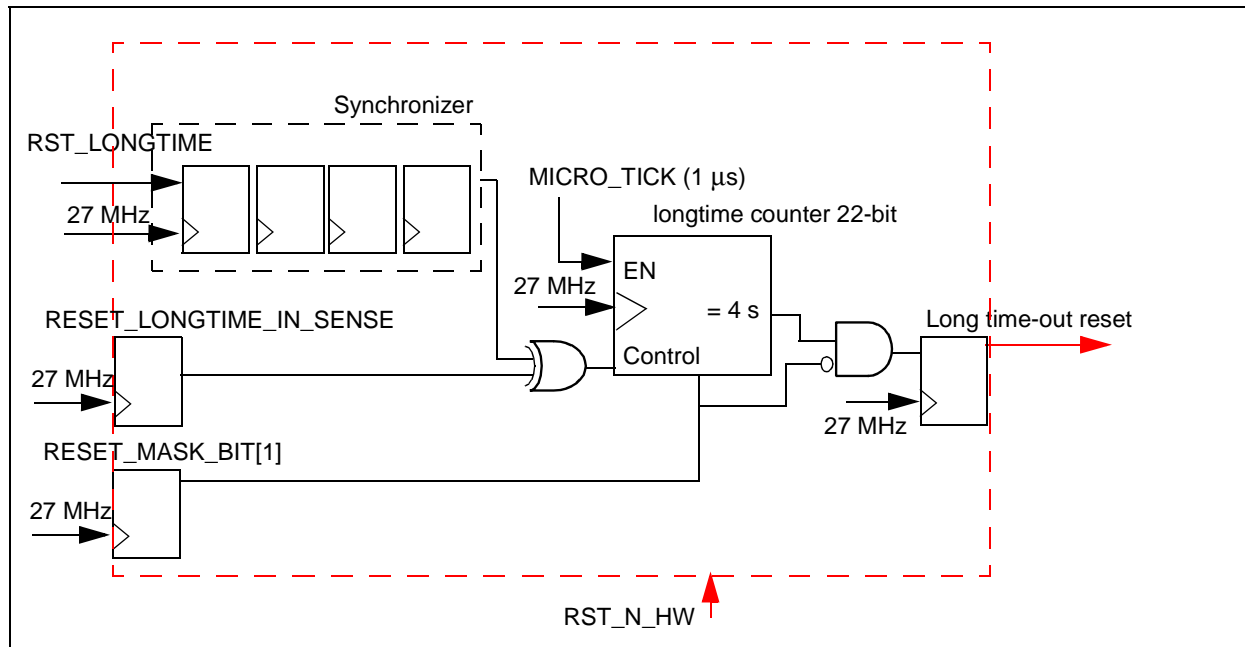 Synchronizer
RST_LONGTIME
MICRO_TICK (1 μs)
27 MHz
longtime counter 22-bit
EN
27 MHz
= 4 s
RESET_LONGTIME_IN_SENSE
Long time-out reset
Control
27 MHz
27 MHz
RESET_MASK_BIT[1]
27 MHz
RST_N_HW